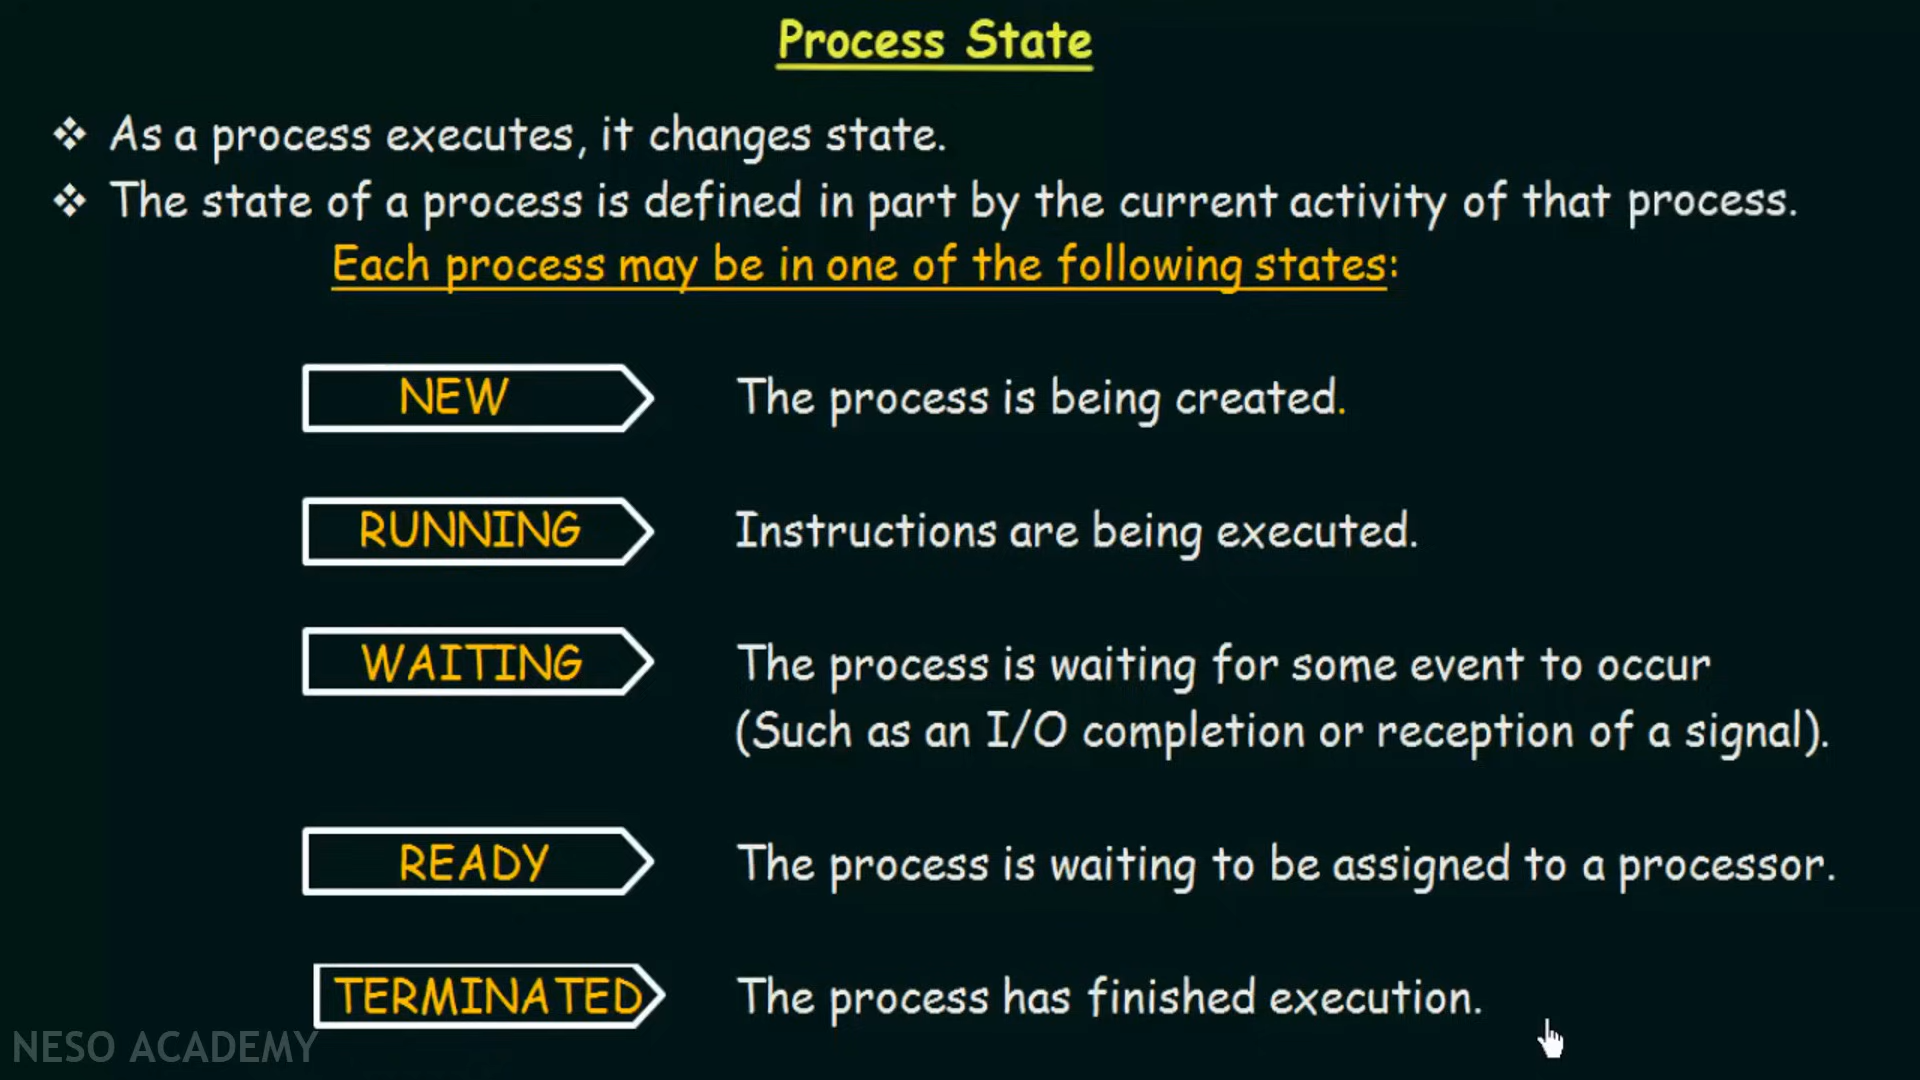 Process State
❖ As a process executes, it changes state.
❖ The state of a process is defined in part by the current activity of that process.
Each process may be in one of the following states:
NEW The process is being created.
RUNNING Instructions are being executed.
WAITING The process is waiting for some event to occur
(Such as an I/O completion or reception of a signal).
READY The process is waiting to be assigned to a processor.
TERMINATED The process has finished execution.
NESO ACADEMY